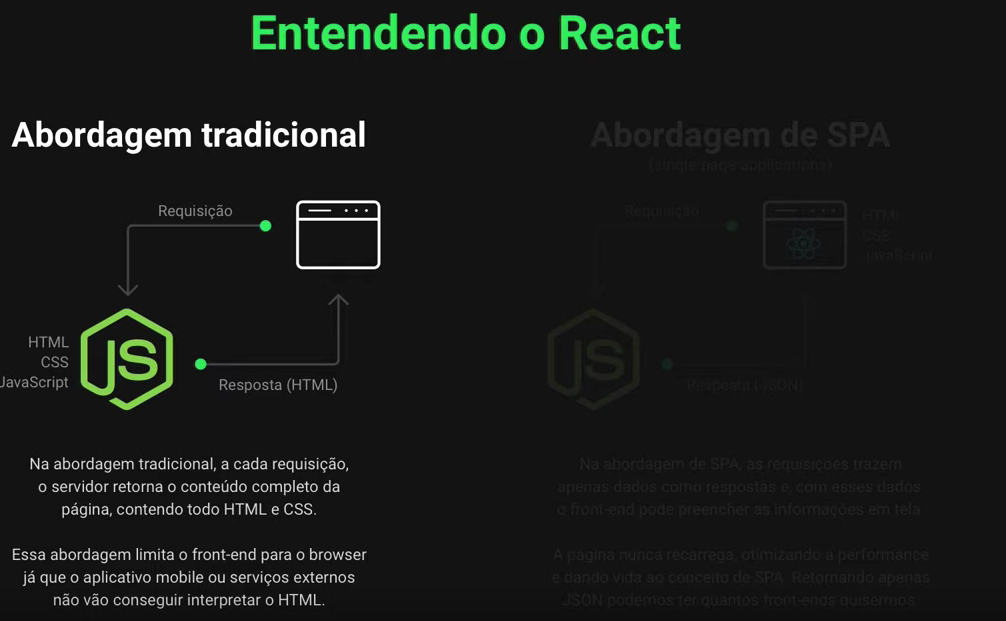 Entendendo o React
Abordagem tradicional
Requisição
JS
HTML
CSS
JavaScript
Resposta (HTML)
Na abordagem tradicional, a cada requisição,
o servidor retorna o conteúdo completo da
página, contendo todo HTML e CSS.
Essa abordagem limita o front-end para o browser
já que o aplicativo mobile ou serviços externos
não vão conseguir interpretar o HTML.
Abordagem de SPA
(single page applications)
Requisição
HTML
CSS
JavaScript
JS
Resposta (JSON)
Na abordagem de SPA, as requisições trazem
apenas dados como respostas e, com esses dados
o front-end pode preencher as informações em tela
A página nunca recarrega, otimizando a performance
e dando vida ao conceito de SPA. Retornando apenas
JSON podemos ter quantos front-ends quisermos